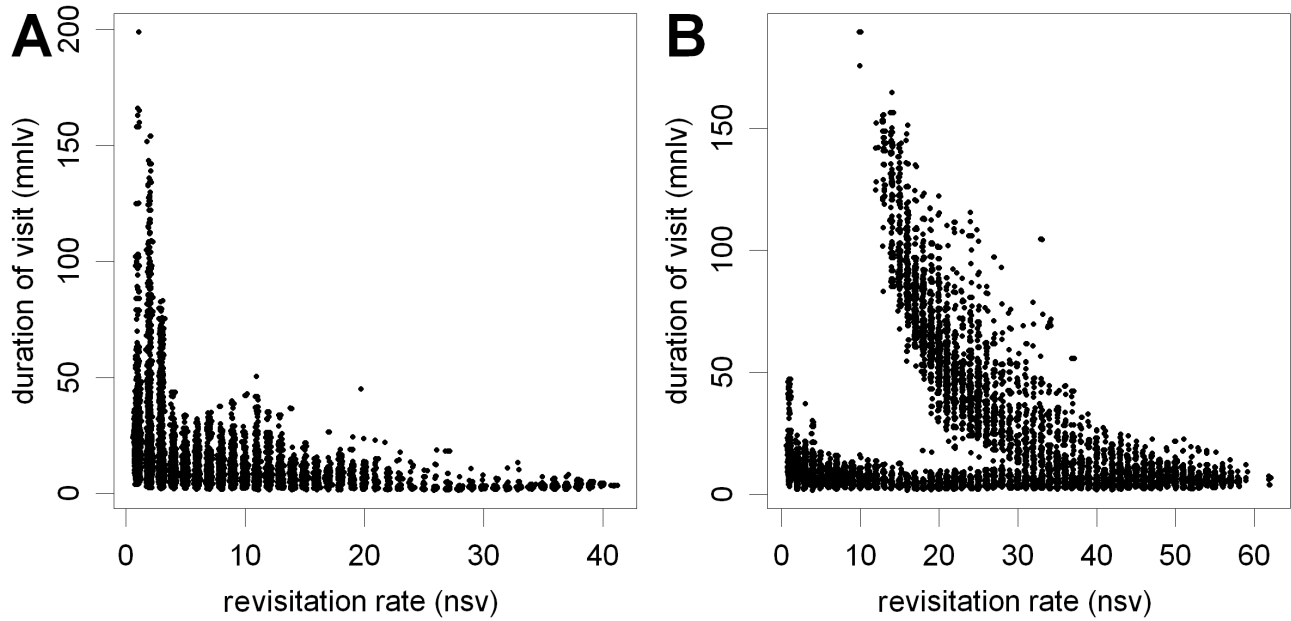 A
B
duration of visit (mnlv)
200
150
100
50
0
0 10 20 30 40
revisitation rate (nsv)
duration of visit (mnlv)
150
100
50
0
0 10 20 30 40 50 60
revisitation rate (nsv)